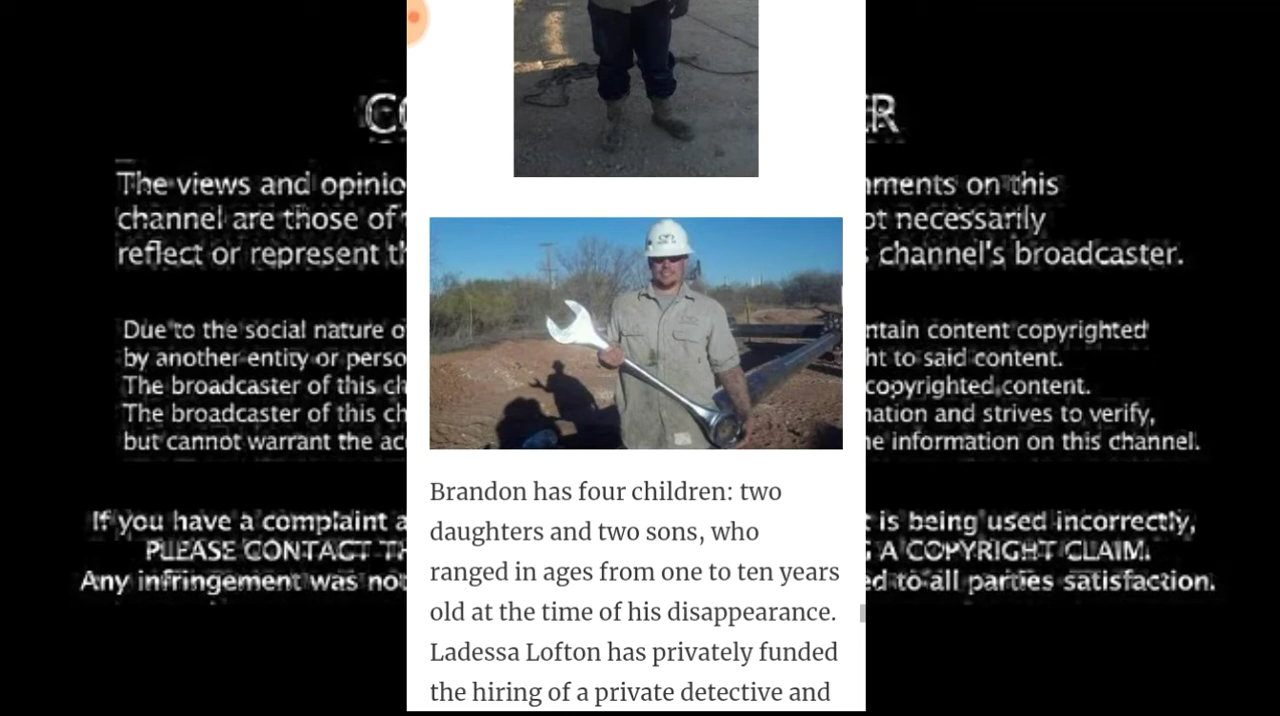 ER
The views and opinio
mments on this
channel are those of
ot necessarily
reflect or represent th
channel's broadcaster.
Due to the social nature o
ntain content copyrighted
by another entity or perso
ht to said content.
The broadcaster of this ch
copyrighted content.
The broadcaster of this ch
nation and strives to verify,
but cannot warrant the ac
e information on this channel.
If you have a complaint a
t is being used incorrectly,
PLEASE CONTACT TH
G A COPYRIGHT CLAIM.
Any infringement was not
ed to all parties satisfaction.
Brandon has four children: two
daughters and two sons, who
ranged in ages from one to ten years
old at the time of his disappearance.
Ladessa Lofton has privately funded
the hiring of a private detective and